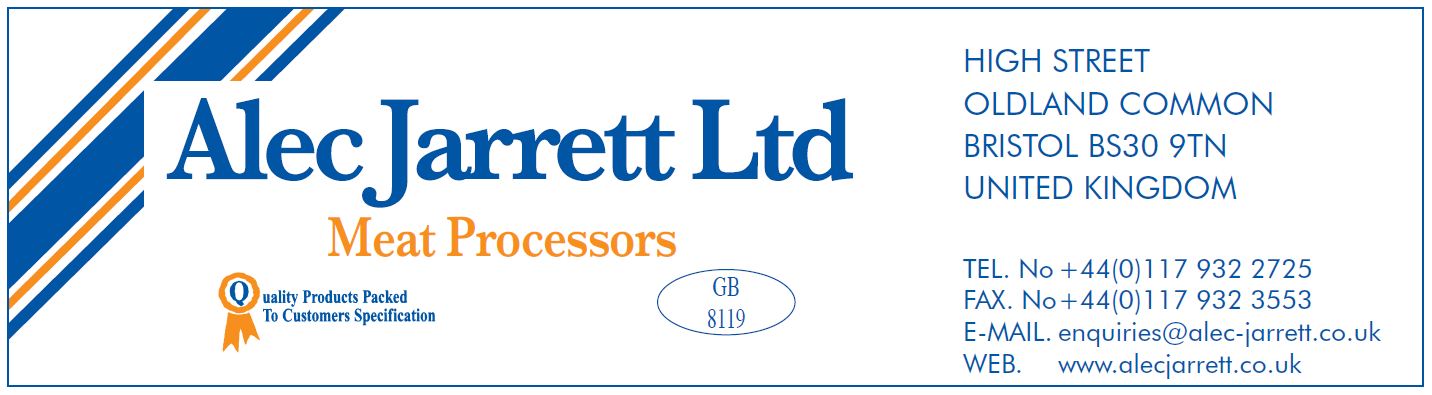 Alec Jarrett Ltd
Meat Processors
Quality Products Packed
To Customers Specification
GB
8119
HIGH STREET
OLDLAND COMMON
BRISTOL BS30 9TN
UNITED KINGDOM
TEL. No +44(0)117 932 2725
FAX. No +44(0)117 932 3553
E-MAIL. enquiries@alec-jarrett.co.uk
WEB. www.alecjarrett.co.uk